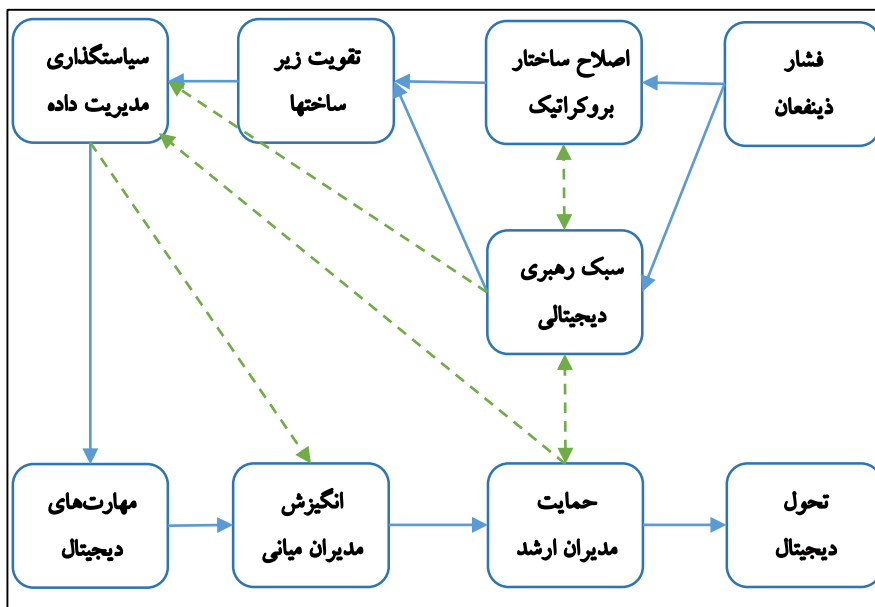 فشار
ذینفعان
اصلاح ساختار
بروکراتیک
تقویت زیر
ساختها
سیاستگذاری
مدیریت داده
سبک رهبری
دیجیتالی
مهارت‌های
دیجیتال
انگیزش
مدیران میانی
حمایت
مدیران ارشد
تحول
دیجیتال